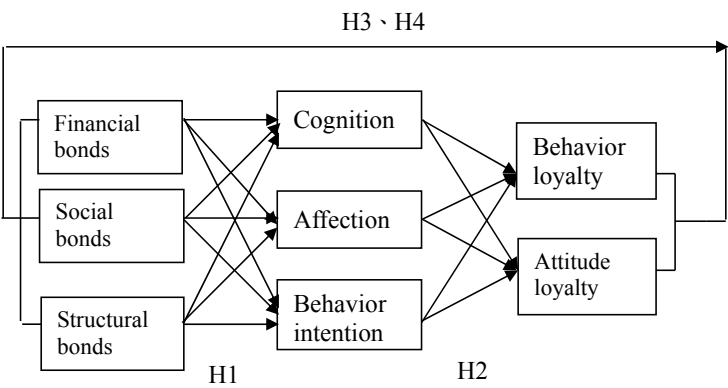 H3、H4
Financial
bonds
Social
bonds
Structural
bonds
Cognition
Affection
Behavior
intention
Behavior
loyalty
Attitude
loyalty
H1
H2